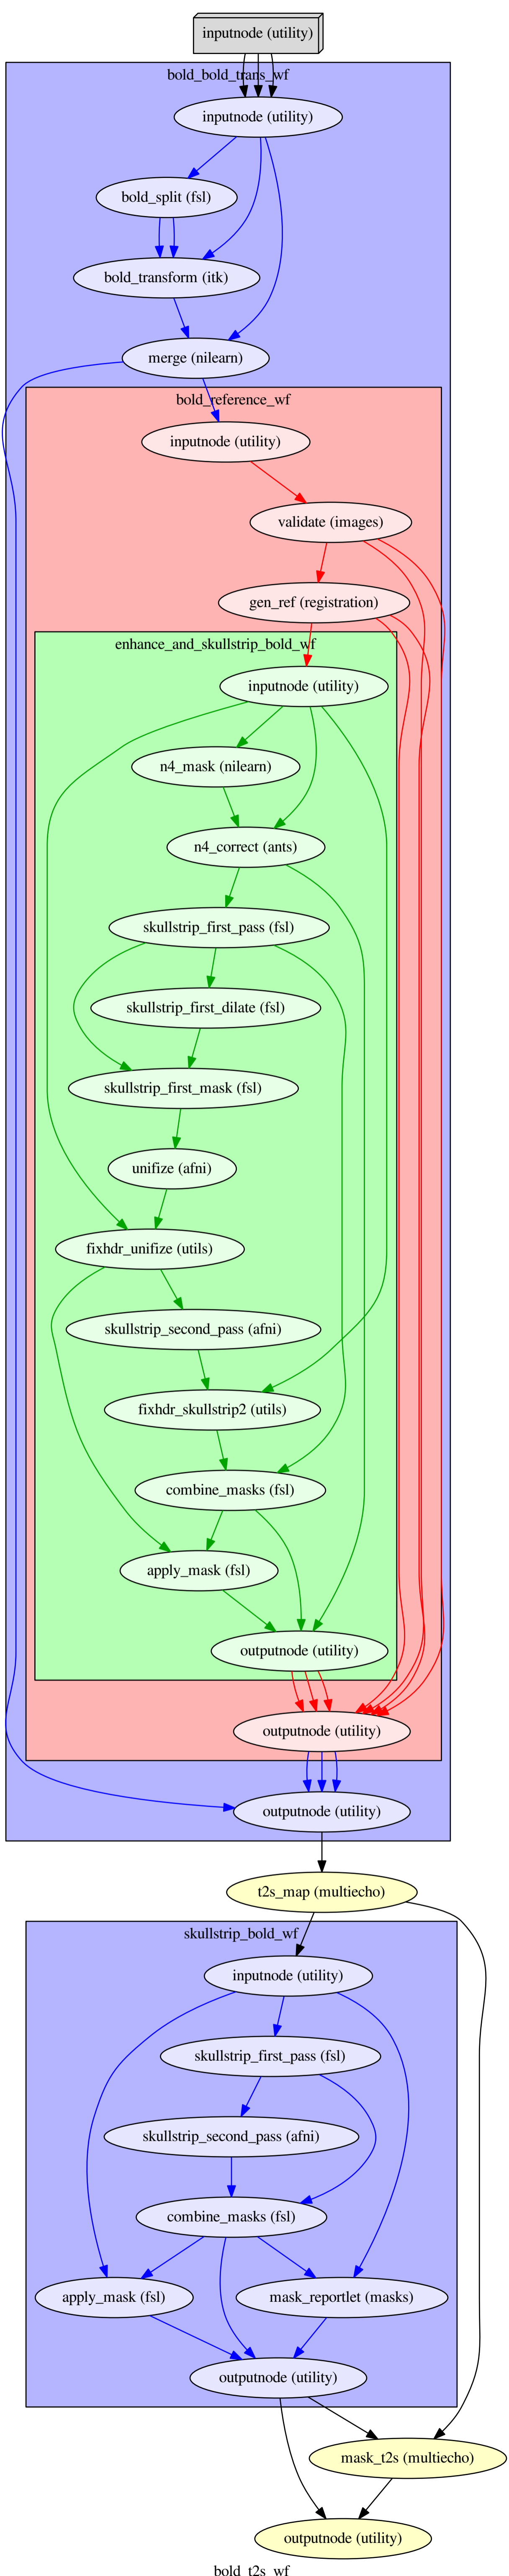 inputnode (utility)
bold_bold_trans_wf
inputnode (utility)
bold_split (fsl)
bold_transform (itk)
merge (nilearn)
bold_reference_wf
inputnode (utility)
validate (images)
gen_ref (registration)
enhance_and_skullstrip_bold_wf
inputnode (utility)
n4_mask (nilearn)
n4_correct (ants)
skullstrip_first_pass (fsl)
skullstrip_first_dilate (fsl)
skullstrip_first_mask (fsl)
unifize (afni)
fixhdr_unifize (utils)
skullstrip_second_pass (afni)
fixhdr_skullstrip2 (utils)
combine_masks (fsl)
apply_mask (fsl)
outputnode (utility)
outputnode (utility)
outputnode (utility)
t2s_map (multiecho)
skullstrip_bold_wf
inputnode (utility)
skullstrip_first_pass (fsl)
skullstrip_second_pass (afni)
combine_masks (fsl)
apply_mask (fsl)
mask_reportlet (masks)
outputnode (utility)
mask_t2s (multiecho)
outputnode (utility)
bold_t2s_wf